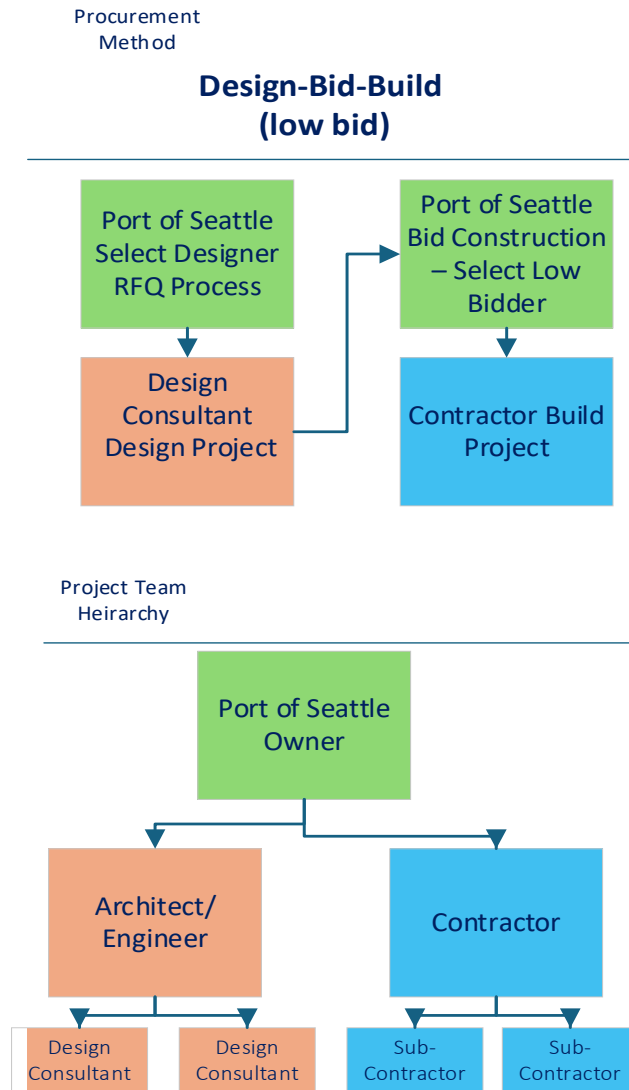 Procurement
Method
Design-Bid-Build
(low bid)
Port of Seattle
Select Designer
RFQ Process
Port of Seattle
Bid Construction
– Select Low
Bidder
Design
Consultant
Design Project
Contractor Build
Project
Project Team
Heirarchy
Port of Seattle
Owner
Architect/
Engineer
Contractor
Design
Consultant
Design
Consultant
Sub-
Contractor
Sub-
Contractor